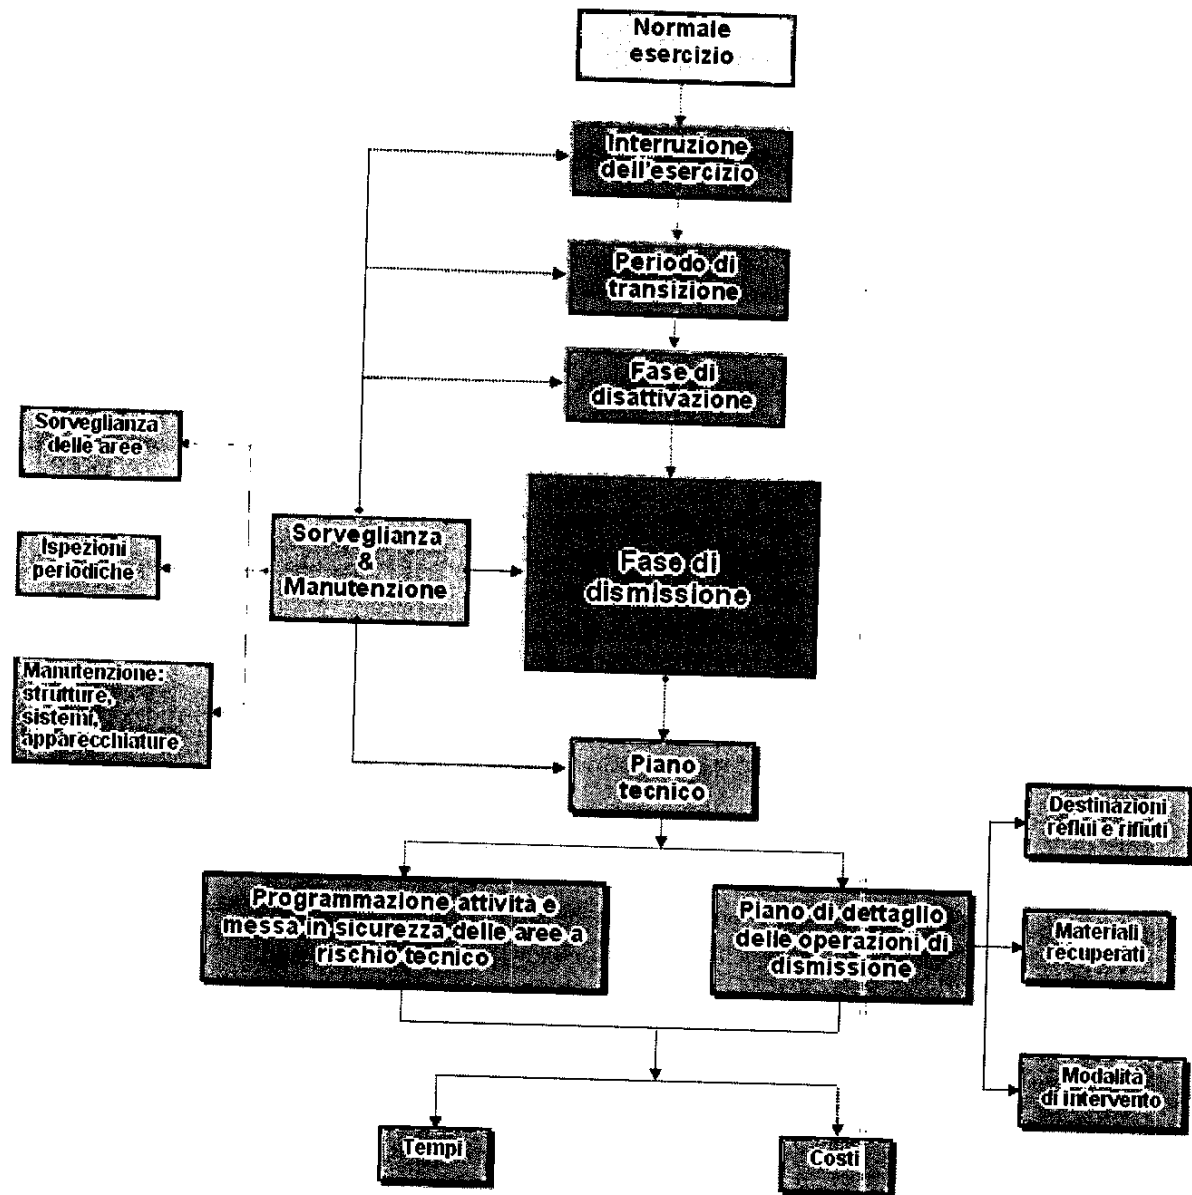 Normale
esercizio
Interruzione
dell'esercizio
Periodo di
transizione
Fase di
disattivazione
Sorveglianza
delle aree
Ispezioni
periodiche
Manutenzione:
strutture,
sistemi,
apparecchiature
Sorveglianza
&
Manutenzione
Fase di
dismissione
Piano
tecnico
Programmazione attività e
messa in sicurezza delle aree a
rischio tecnico
Piano di dettaglio
delle operazioni di
dismissione
Destinazioni
reflui e rifiuti
Materiali
recuperati
Modalità
di intervento
Tempi
Costi